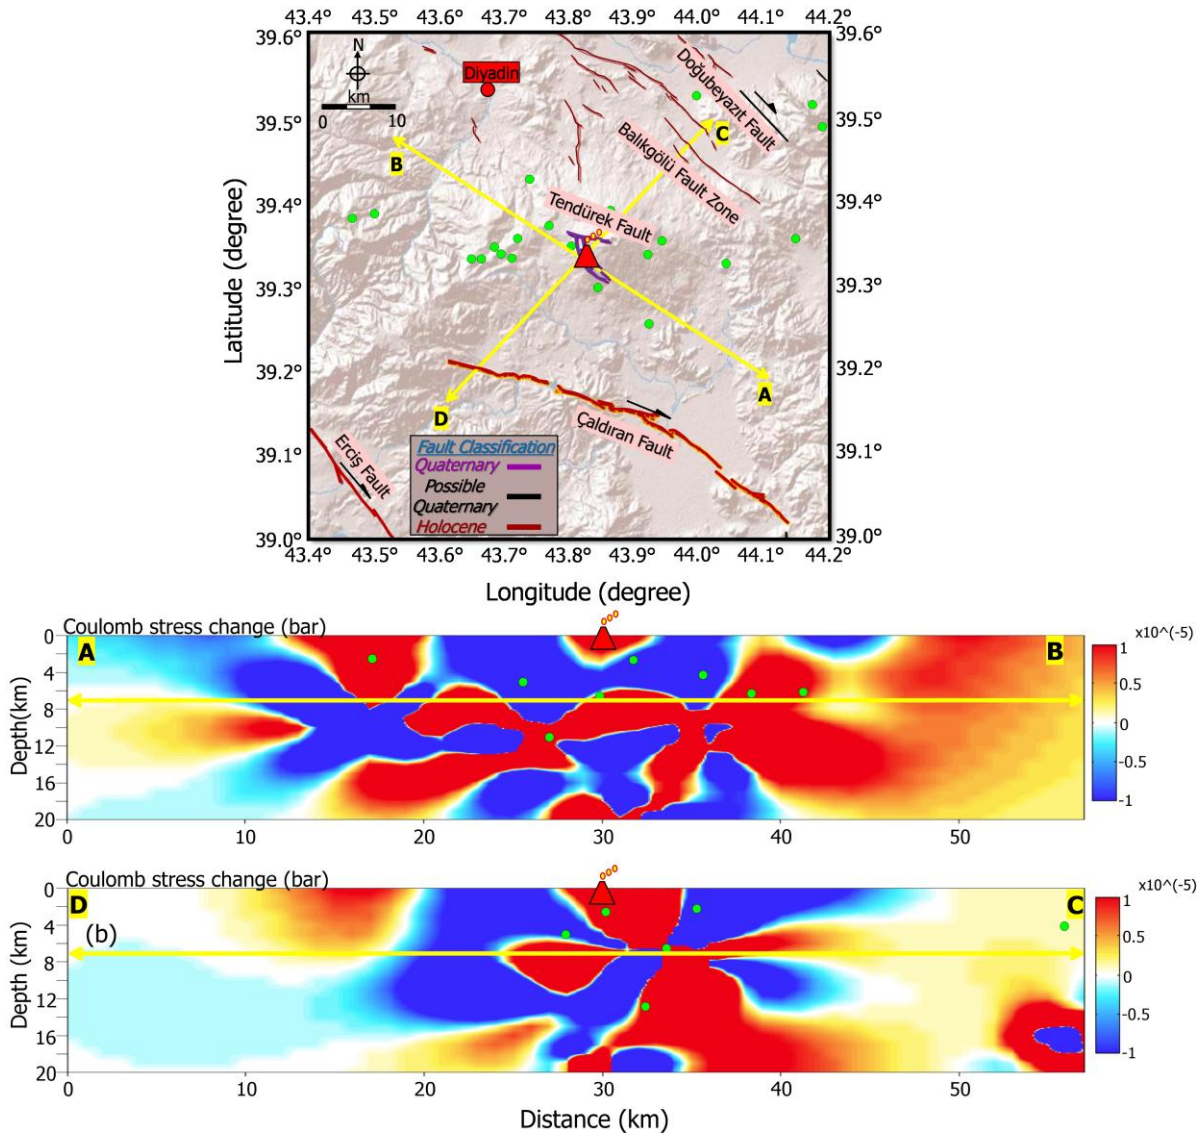 43.4° 43.5° 43.6° 43.7° 43.8° 43.9° 44.0° 44.1° 44.2°
39.6° 39.6°
N
km
0 10
Diyadin
Doğubeyazıt Fault
39.5° 39.5°
C
B
Balıkgölü Fault Zone
39.4° 39.4°
Tendürek Fault
Latitude (degree)
39.3° 39.3°
39.2° 39.2°
A
D
Çaldıran Fault
Erciş Fault
39.1° 39.1°
Fault Classification
Quaternary
Possible
Quaternary
Holocene
39.0° 39.0°
43.4° 43.5° 43.6° 43.7° 43.8° 43.9° 44.0° 44.1° 44.2°
Longitude (degree)
Coulomb stress change (bar)
A B
Depth(km)
0
4
8
12
16
20
0 10 20 30 40 50
x10^(-5)
1
0.5
0
-0.5
-1
Coulomb stress change (bar)
D C
(b)
Depth (km)
0
4
8
12
16
20
0 10 20 30 40 50
x10^(-5)
1
0.5
0
-0.5
-1
Distance (km)